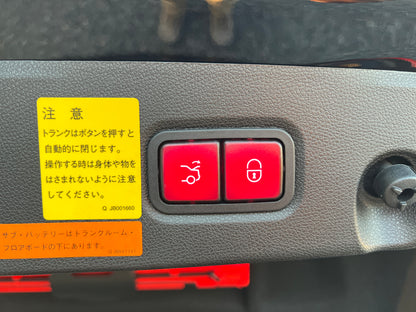 注 意
トランクはボタンを押すと
自動的に閉じます。
操作する時は身体や物を
はさまれないように注意
してください。
Q JB001660
サブ・バッテリーはトランクルーム・
フロアボードの下にあります。